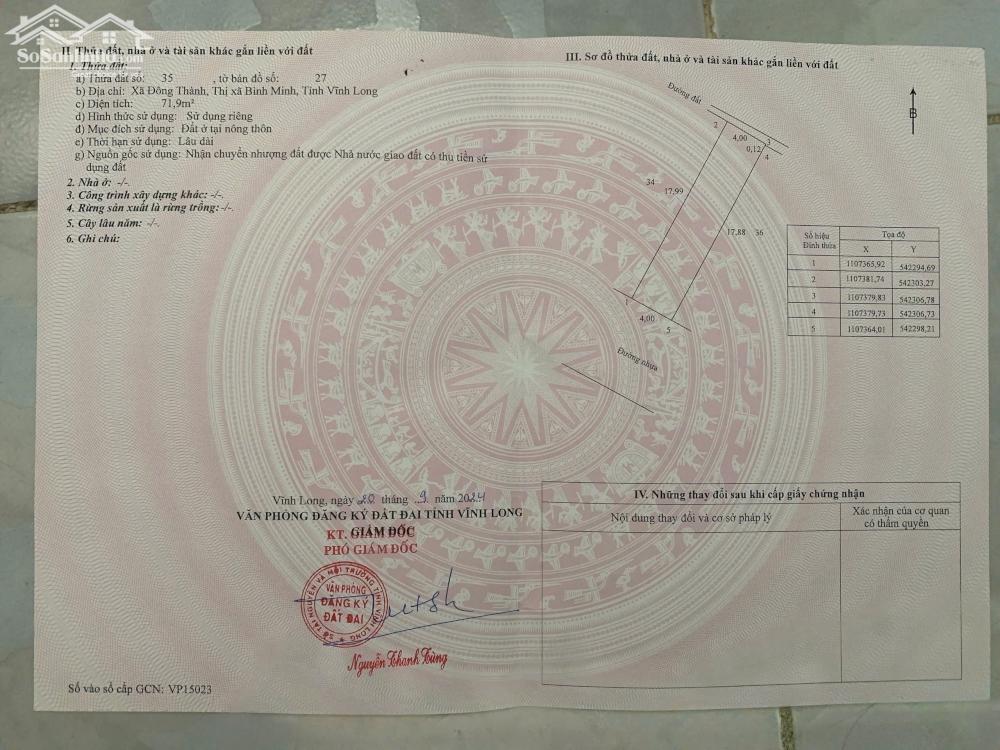 SoSanhNha.com
II. Thửa đất, nhà ở và tài sản khác gắn liền với đất
1. Thửa đất:
a) Thửa đất số: 35 , tờ bản đồ số: 27
b) Địa chỉ: Xã Đông Thành, Thị xã Bình Minh, Tỉnh Vĩnh Long
c) Diện tích: 71,9m²
d) Hình thức sử dụng: Sử dụng riêng
đ) Mục đích sử dụng: Đất ở tại nông thôn
e) Thời hạn sử dụng: Lâu dài
g) Nguồn gốc sử dụng: Nhận chuyển nhượng đất được Nhà nước giao đất có thu tiền sử
dụng đất
2. Nhà ở: -/-.
3. Công trình xây dựng khác: -/-.
4. Rừng sản xuất là rừng trồng: -/-.
5. Cây lâu năm: -/-.
6. Ghi chú:
Vĩnh Long, ngày 20 tháng 9 năm 2024
VĂN PHÒNG ĐĂNG KÝ ĐẤT ĐAI TỈNH VĨNH LONG
KT. GIÁM ĐỐC
PHÓ GIÁM ĐỐC
SỞ TÀI NGUYÊN VÀ MÔI TRƯỜNG TỈNH VĨNH LONG
VĂN PHÒNG
ĐĂNG KÝ
ĐẤT ĐAI
Nguyễn Thanh Tùng
Số vào sổ cấp GCN: VP15023
III. Sơ đồ thửa đất, nhà ở và tài sản khác gắn liền với đất
Đường đất
B
2
4,00
3
0,12
4
34
17,99
17,88
36
1
4,00
5
Đường nhựa
Số hiệu Đỉnh thửa
Tọa độ
X Y
1 1107365,92 542294,69
2 1107381,74 542303,27
3 1107379,83 542306,78
4 1107379,73 542306,73
5 1107364,01 542298,21
IV. Những thay đổi sau khi cấp giấy chứng nhận
Nội dung thay đổi và cơ sở pháp lý
Xác nhận của cơ quan
có thẩm quyền